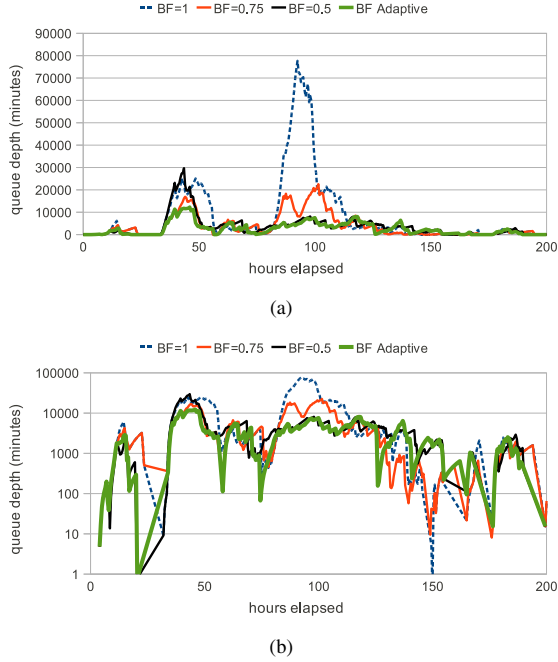 BF=1 BF=0.75 BF=0.5 BF Adaptive
90000
80000
70000
60000
50000
40000
30000
20000
10000
0
queue depth (minutes)
0 50 100 150 200
hours elapsed
(a)
BF=1 BF=0.75 BF=0.5 BF Adaptive
100000
10000
1000
100
10
1
queue depth (minutes)
0 50 100 150 200
hours elapsed
(b)